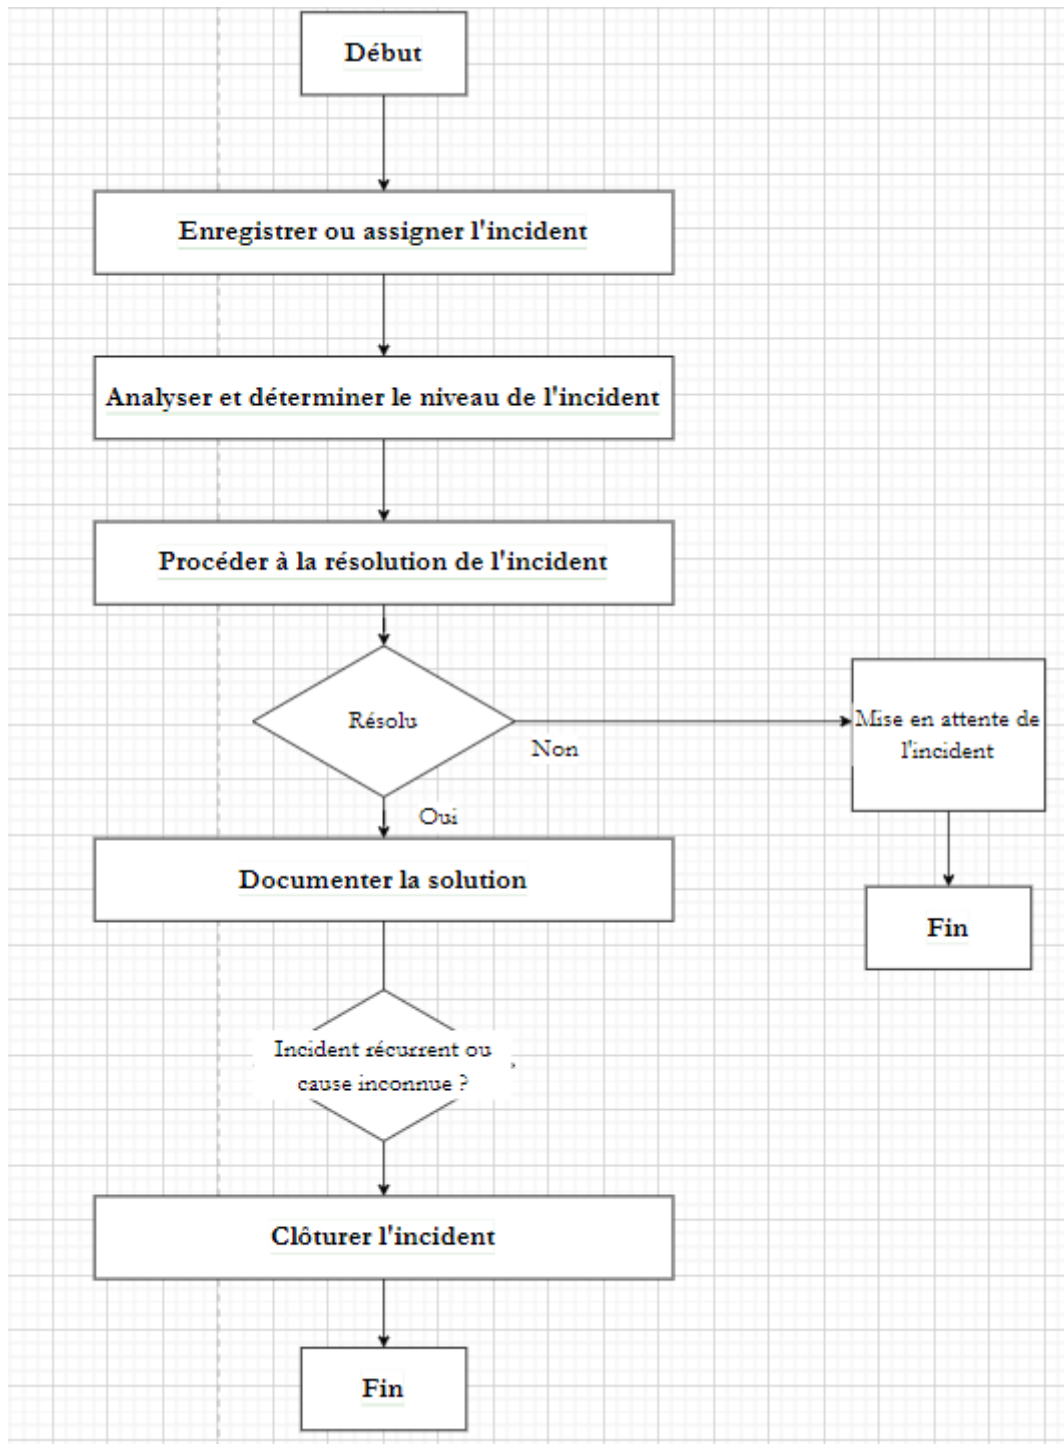 Début
Enregistrer ou assigner l'incident
Analyser et déterminer le niveau de l'incident
Procéder à la résolution de l'incident
Résolu
Non
Mise en attente de
l'incident
Oui
Documenter la solution
Fin
Incident récurrent ou
cause inconnue ?
Clôturer l'incident
Fin